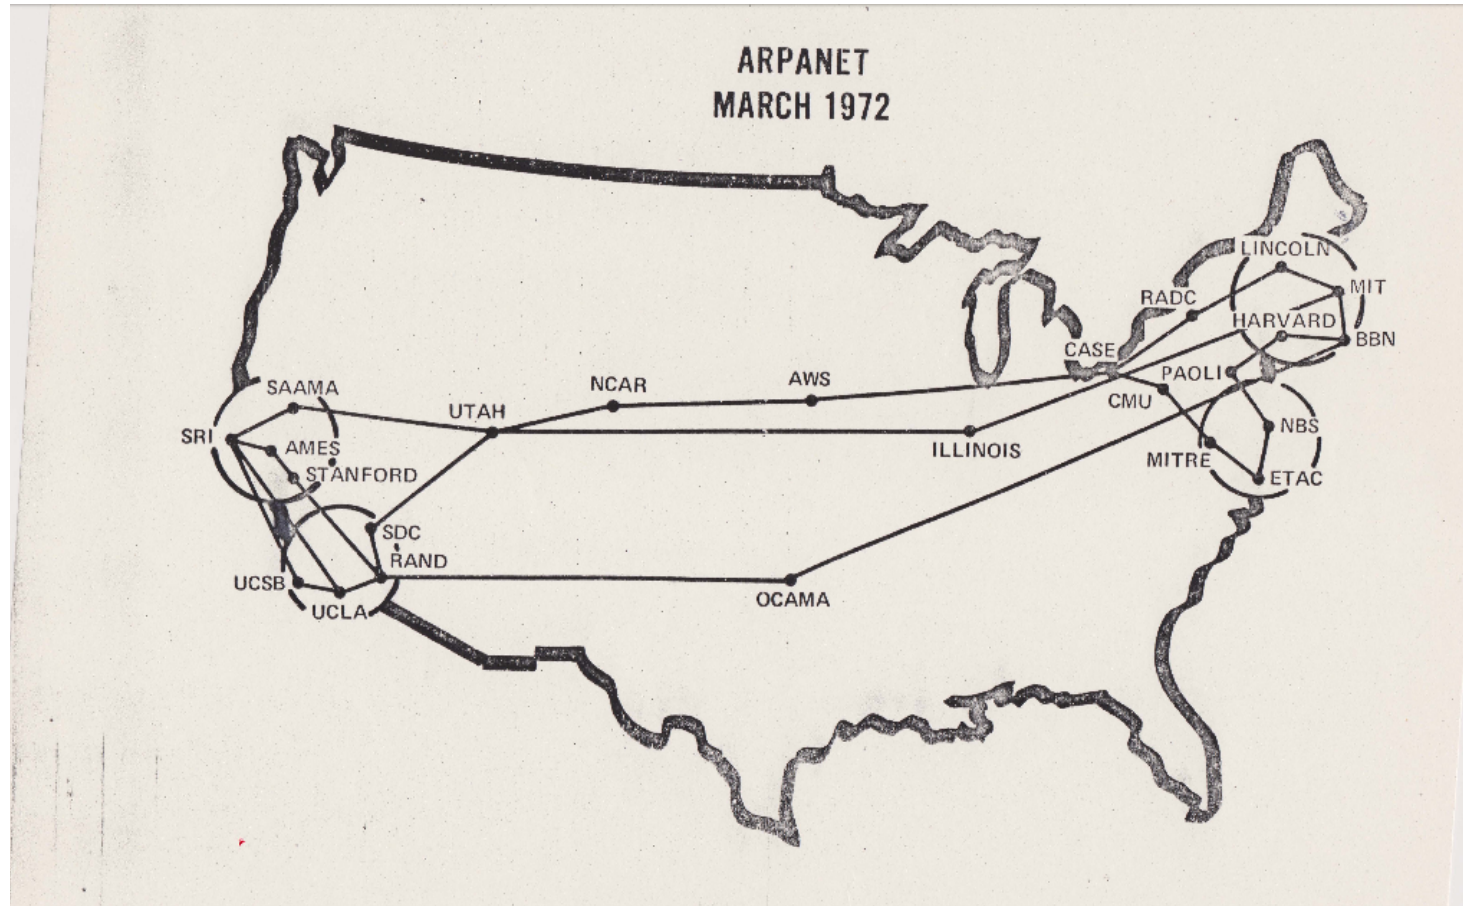 ARPANET
MARCH 1972
LINCOLN
MIT
RADC
HARVARD
BBN
CASE
PAOLI
SAAMA
NCAR
AWS
CMU
UTAH
NBS
SRI
AMES
ILLINOIS
MITRE
STANFORD
ETAC
SDC
RAND
UCSB
OCAMA
UCLA